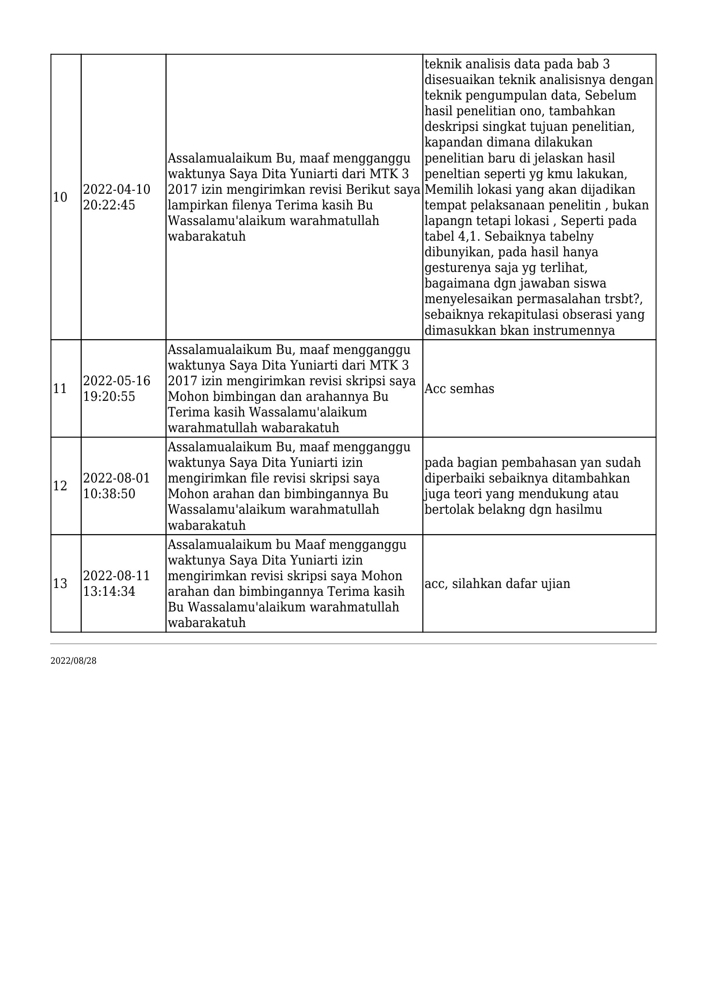 10
2022-04-10
20:22:45
Assalamualaikum Bu, maaf mengganggu
waktunya Saya Dita Yuniarti dari MTK 3
2017 izin mengirimkan revisi Berikut saya
lampirkan filenya Terima kasih Bu
Wassalamu'alaikum warahmatullah
wabarakatuh
teknik analisis data pada bab 3
disesuaikan teknik analisisnya dengan
teknik pengumpulan data, Sebelum
hasil penelitian ono, tambahkan
deskripsi singkat tujuan penelitian,
kapandan dimana dilakukan
penelitian baru di jelaskan hasil
peneltian seperti yg kmu lakukan,
Memilih lokasi yang akan dijadikan
tempat pelaksanaan penelitin , bukan
lapangn tetapi lokasi , Seperti pada
tabel 4,1. Sebaiknya tabelny
dibunyikan, pada hasil hanya
gesturenya saja yg terlihat,
bagaimana dgn jawaban siswa
menyelesaikan permasalahan trsbt?,
sebaiknya rekapitulasi obserasi yang
dimasukkan bkan instrumennya
11
2022-05-16
19:20:55
Assalamualaikum Bu, maaf mengganggu
waktunya Saya Dita Yuniarti dari MTK 3
2017 izin mengirimkan revisi skripsi saya
Mohon bimbingan dan arahannya Bu
Terima kasih Wassalamu'alaikum
warahmatullah wabarakatuh
Acc semhas
12
2022-08-01
10:38:50
Assalamualaikum Bu, maaf mengganggu
waktunya Saya Dita Yuniarti izin
mengirimkan file revisi skripsi saya
Mohon arahan dan bimbingannya Bu
Wassalamu'alaikum warahmatullah
wabarakatuh
pada bagian pembahasan yan sudah
diperbaiki sebaiknya ditambahkan
juga teori yang mendukung atau
bertolak belakng dgn hasilmu
13
2022-08-11
13:14:34
Assalamualaikum bu Maaf mengganggu
waktunya Saya Dita Yuniarti izin
mengirimkan revisi skripsi saya Mohon
arahan dan bimbingannya Terima kasih
Bu Wassalamu'alaikum warahmatullah
wabarakatuh
acc, silahkan dafar ujian
2022/08/28